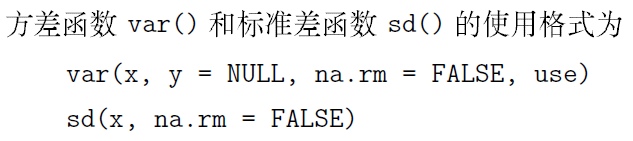 方差函数 var() 和标准差函数 sd() 的使用格式为
var(x, y = NULL, na.rm = FALSE, use)
sd(x, na.rm = FALSE)